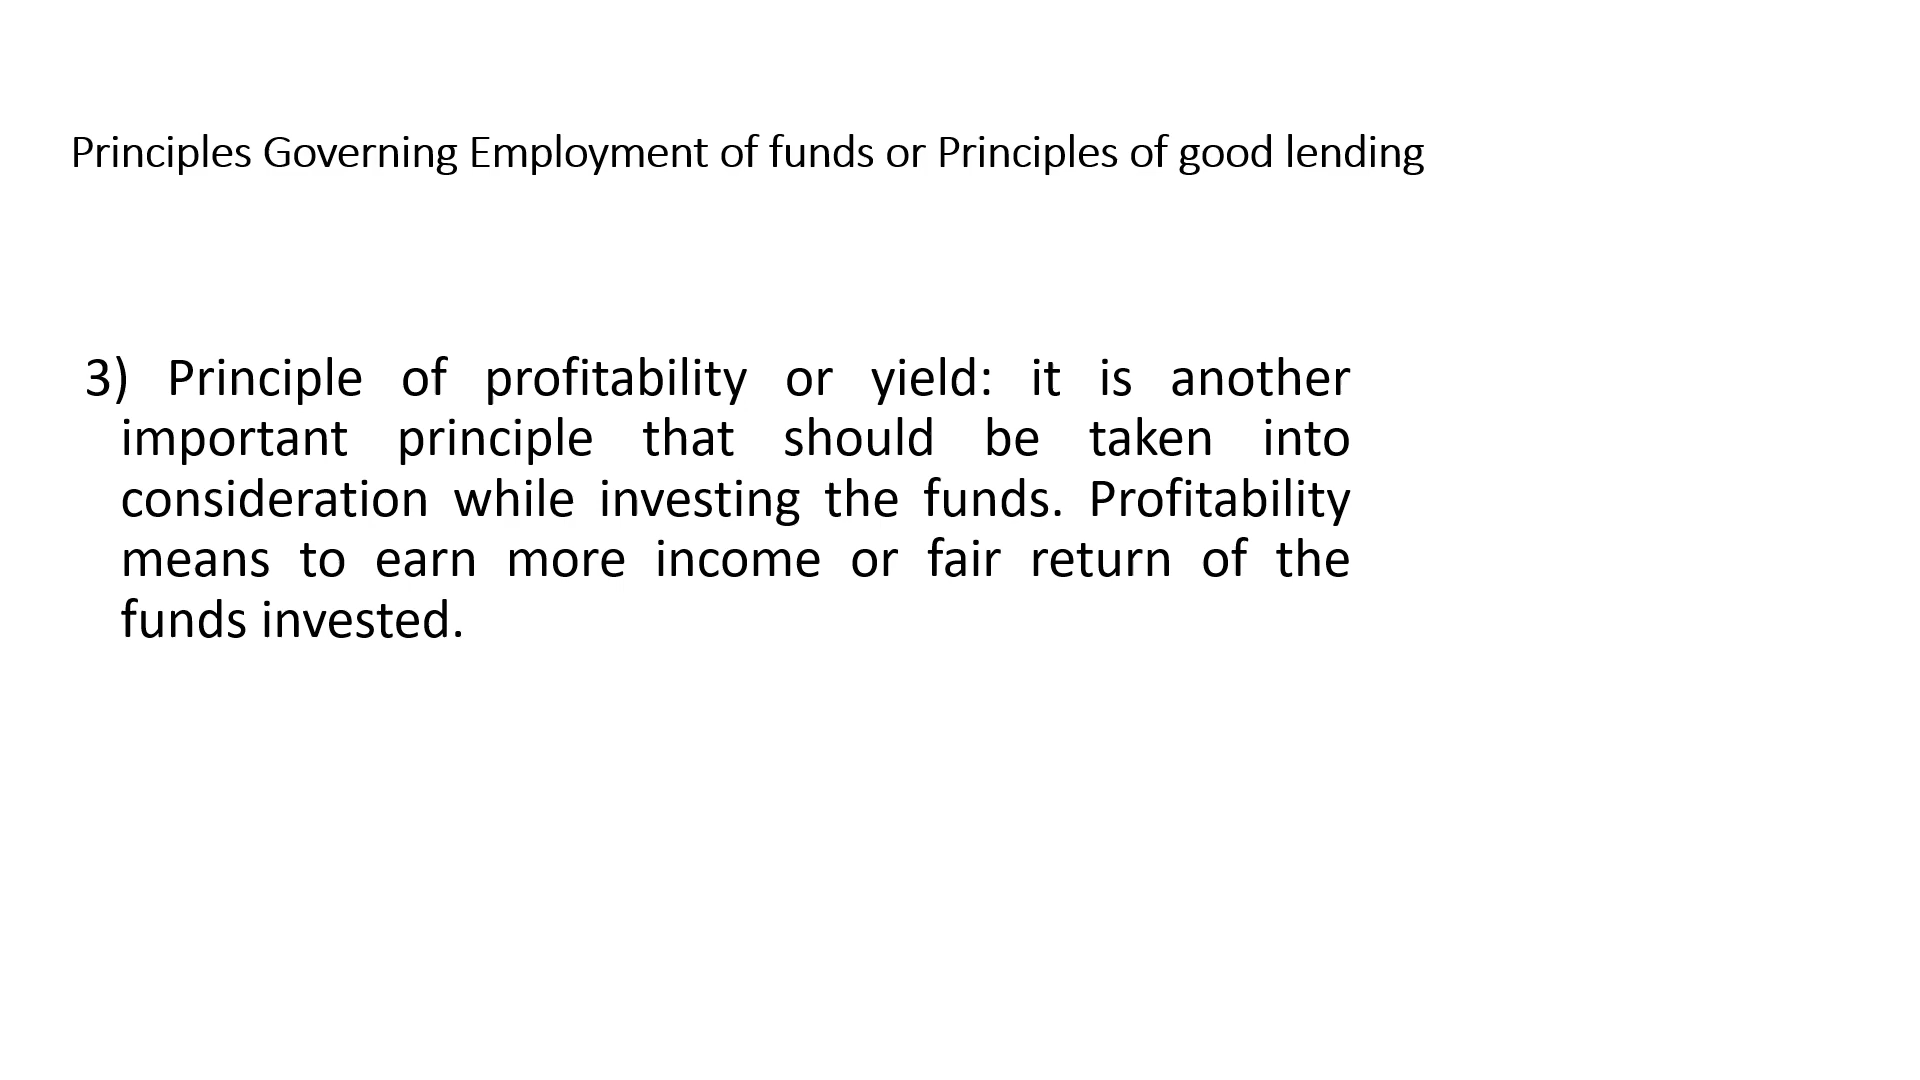 Principles Governing Employment of funds or Principles of good lending
3) Principle of profitability or yield: it is another
important principle that should be taken into
consideration while investing the funds. Profitability
means to earn more income or fair return of the
funds invested.